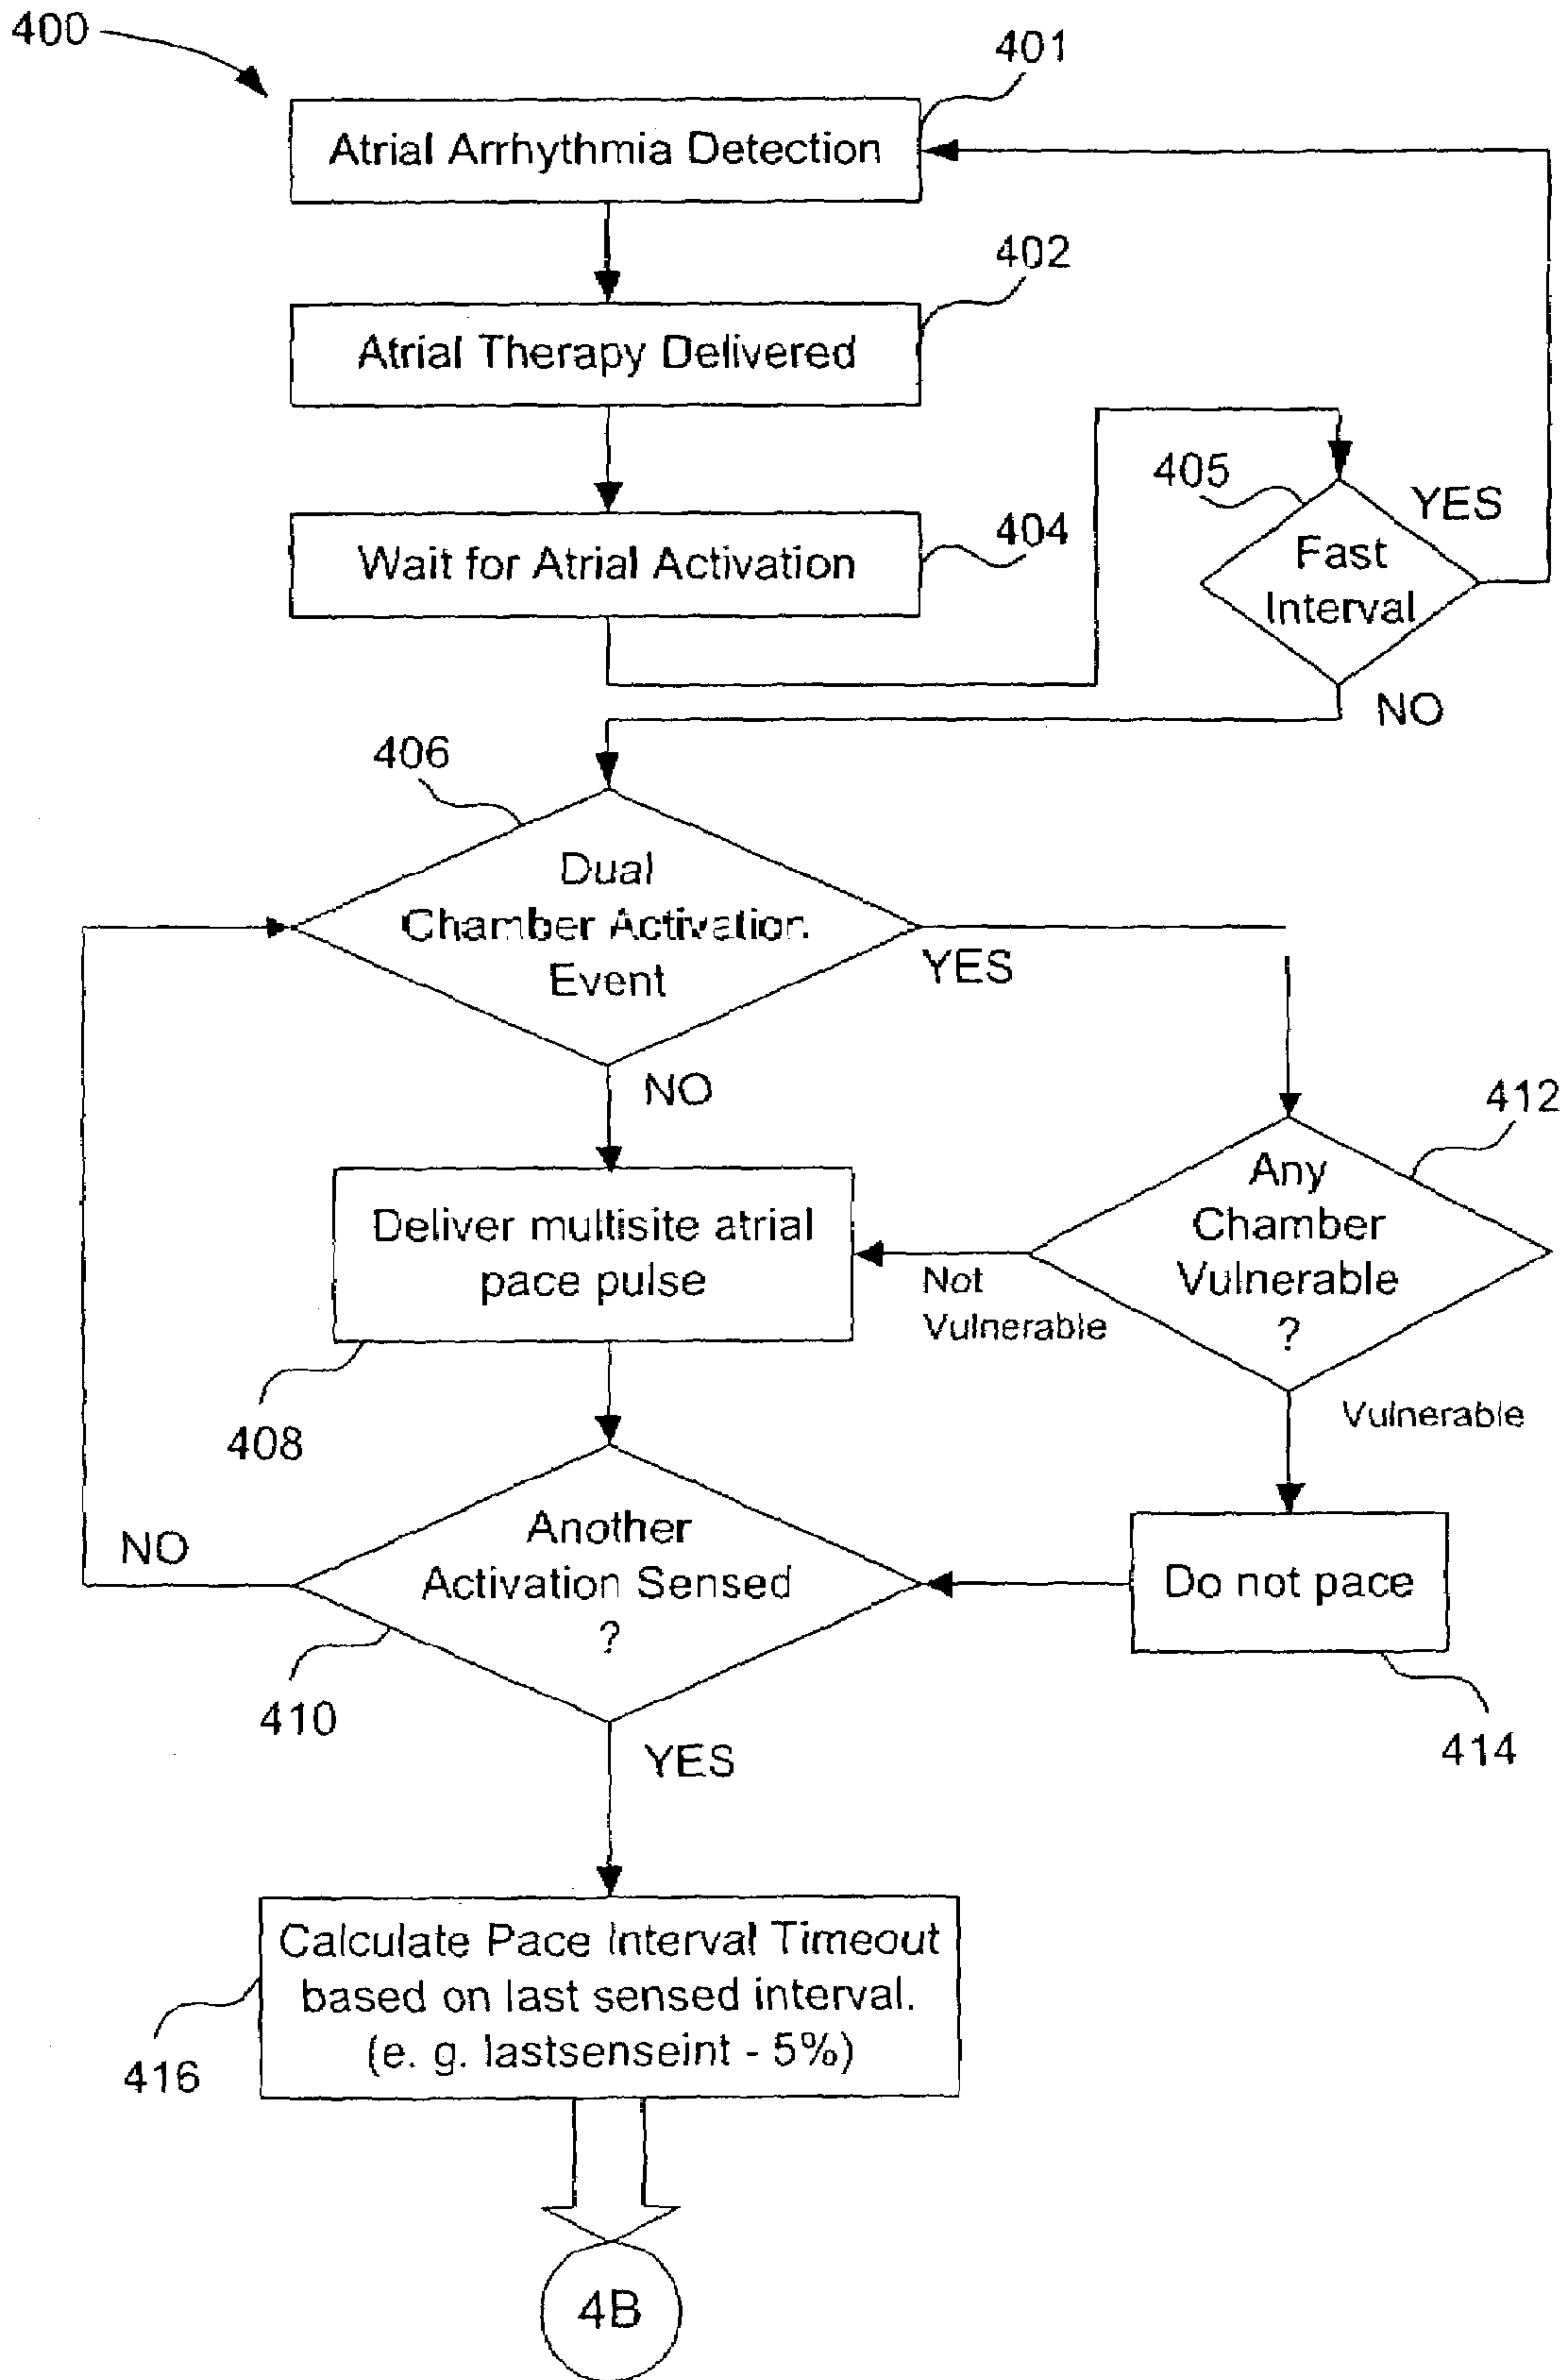 400
401
Atrial Arrhythmia Detection
402
Atrial Therapy Delivered
404
Wait for Atrial Activation
405
YES
Fast
Interval
NO
406
Dual
Chamber Activation
Event
YES
NO
412
Any
Chamber
Vulnerable
?
Deliver multisite atrial
pace pulse
Not
Vulnerable
Vulnerable
408
Another
Activation Sensed
?
NO
Do not pace
410
YES
414
Calculate Pace Interval Timeout
based on last sensed interval.
(e. g. lastsenseint - 5%)
416
4B